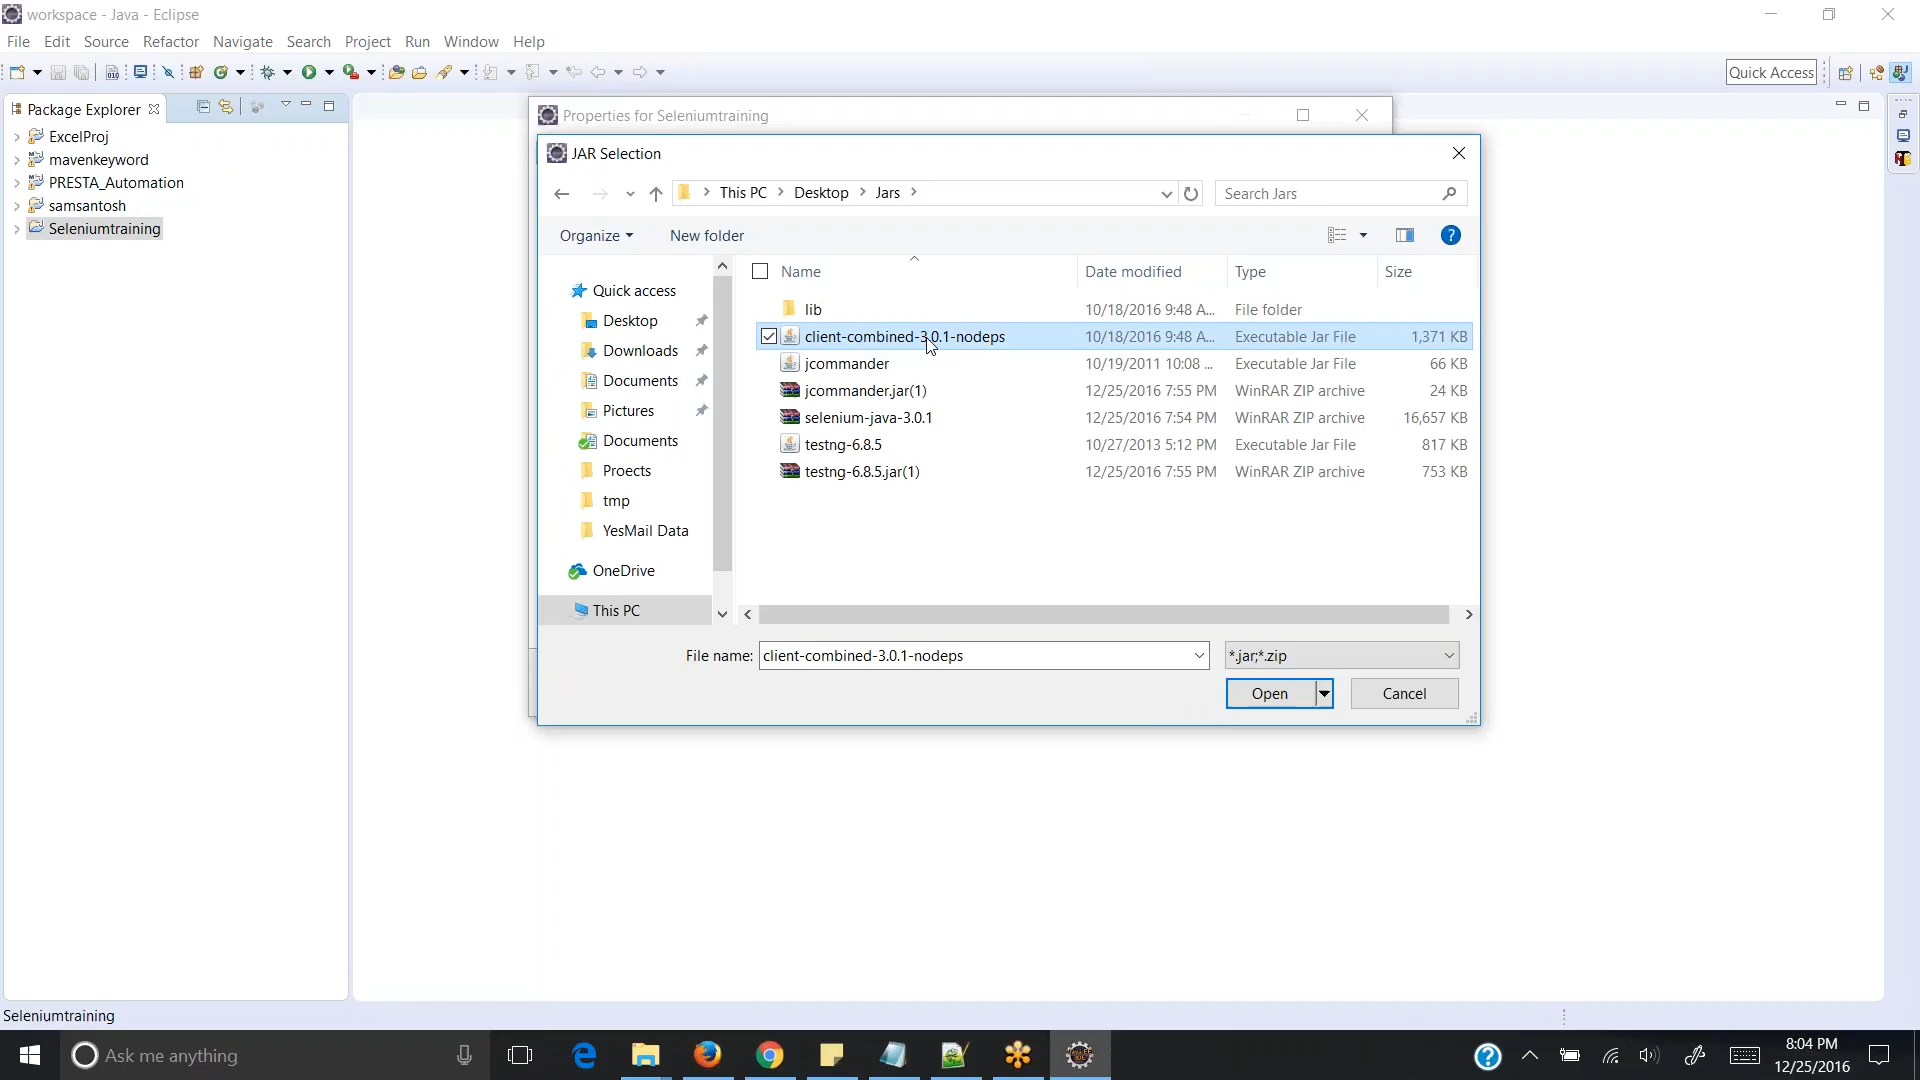 workspace - Java - Eclipse
File Edit Source Refactor Navigate Search Project Run Window Help
Quick Access
Package Explorer
ExcelProj
mavenkeyword
PRESTA_Automation
samsantosh
Seleniumtraining
Properties for Seleniumtraining
JAR Selection
This PC > Desktop > Jars >
Search Jars
Organize New folder
Quick access
Desktop
Downloads
Documents
Pictures
Documents
Proects
tmp
YesMail Data
OneDrive
This PC
Name Date modified Type Size
lib 10/18/2016 9:48 A... File folder
client-combined-3.0.1-nodeps 10/18/2016 9:48 A... Executable Jar File 1,371 KB
jcommander 10/19/2011 10:08 ... Executable Jar File 66 KB
jcommander.jar(1) 12/25/2016 7:55 PM WinRAR ZIP archive 24 KB
selenium-java-3.0.1 12/25/2016 7:54 PM WinRAR ZIP archive 16,657 KB
testng-6.8.5 10/27/2013 5:12 PM Executable Jar File 817 KB
testng-6.8.5.jar(1) 12/25/2016 7:55 PM WinRAR ZIP archive 753 KB
File name: client-combined-3.0.1-nodeps *.jar;*.zip
Open Cancel
Seleniumtraining
Ask me anything
8:04 PM
12/25/2016